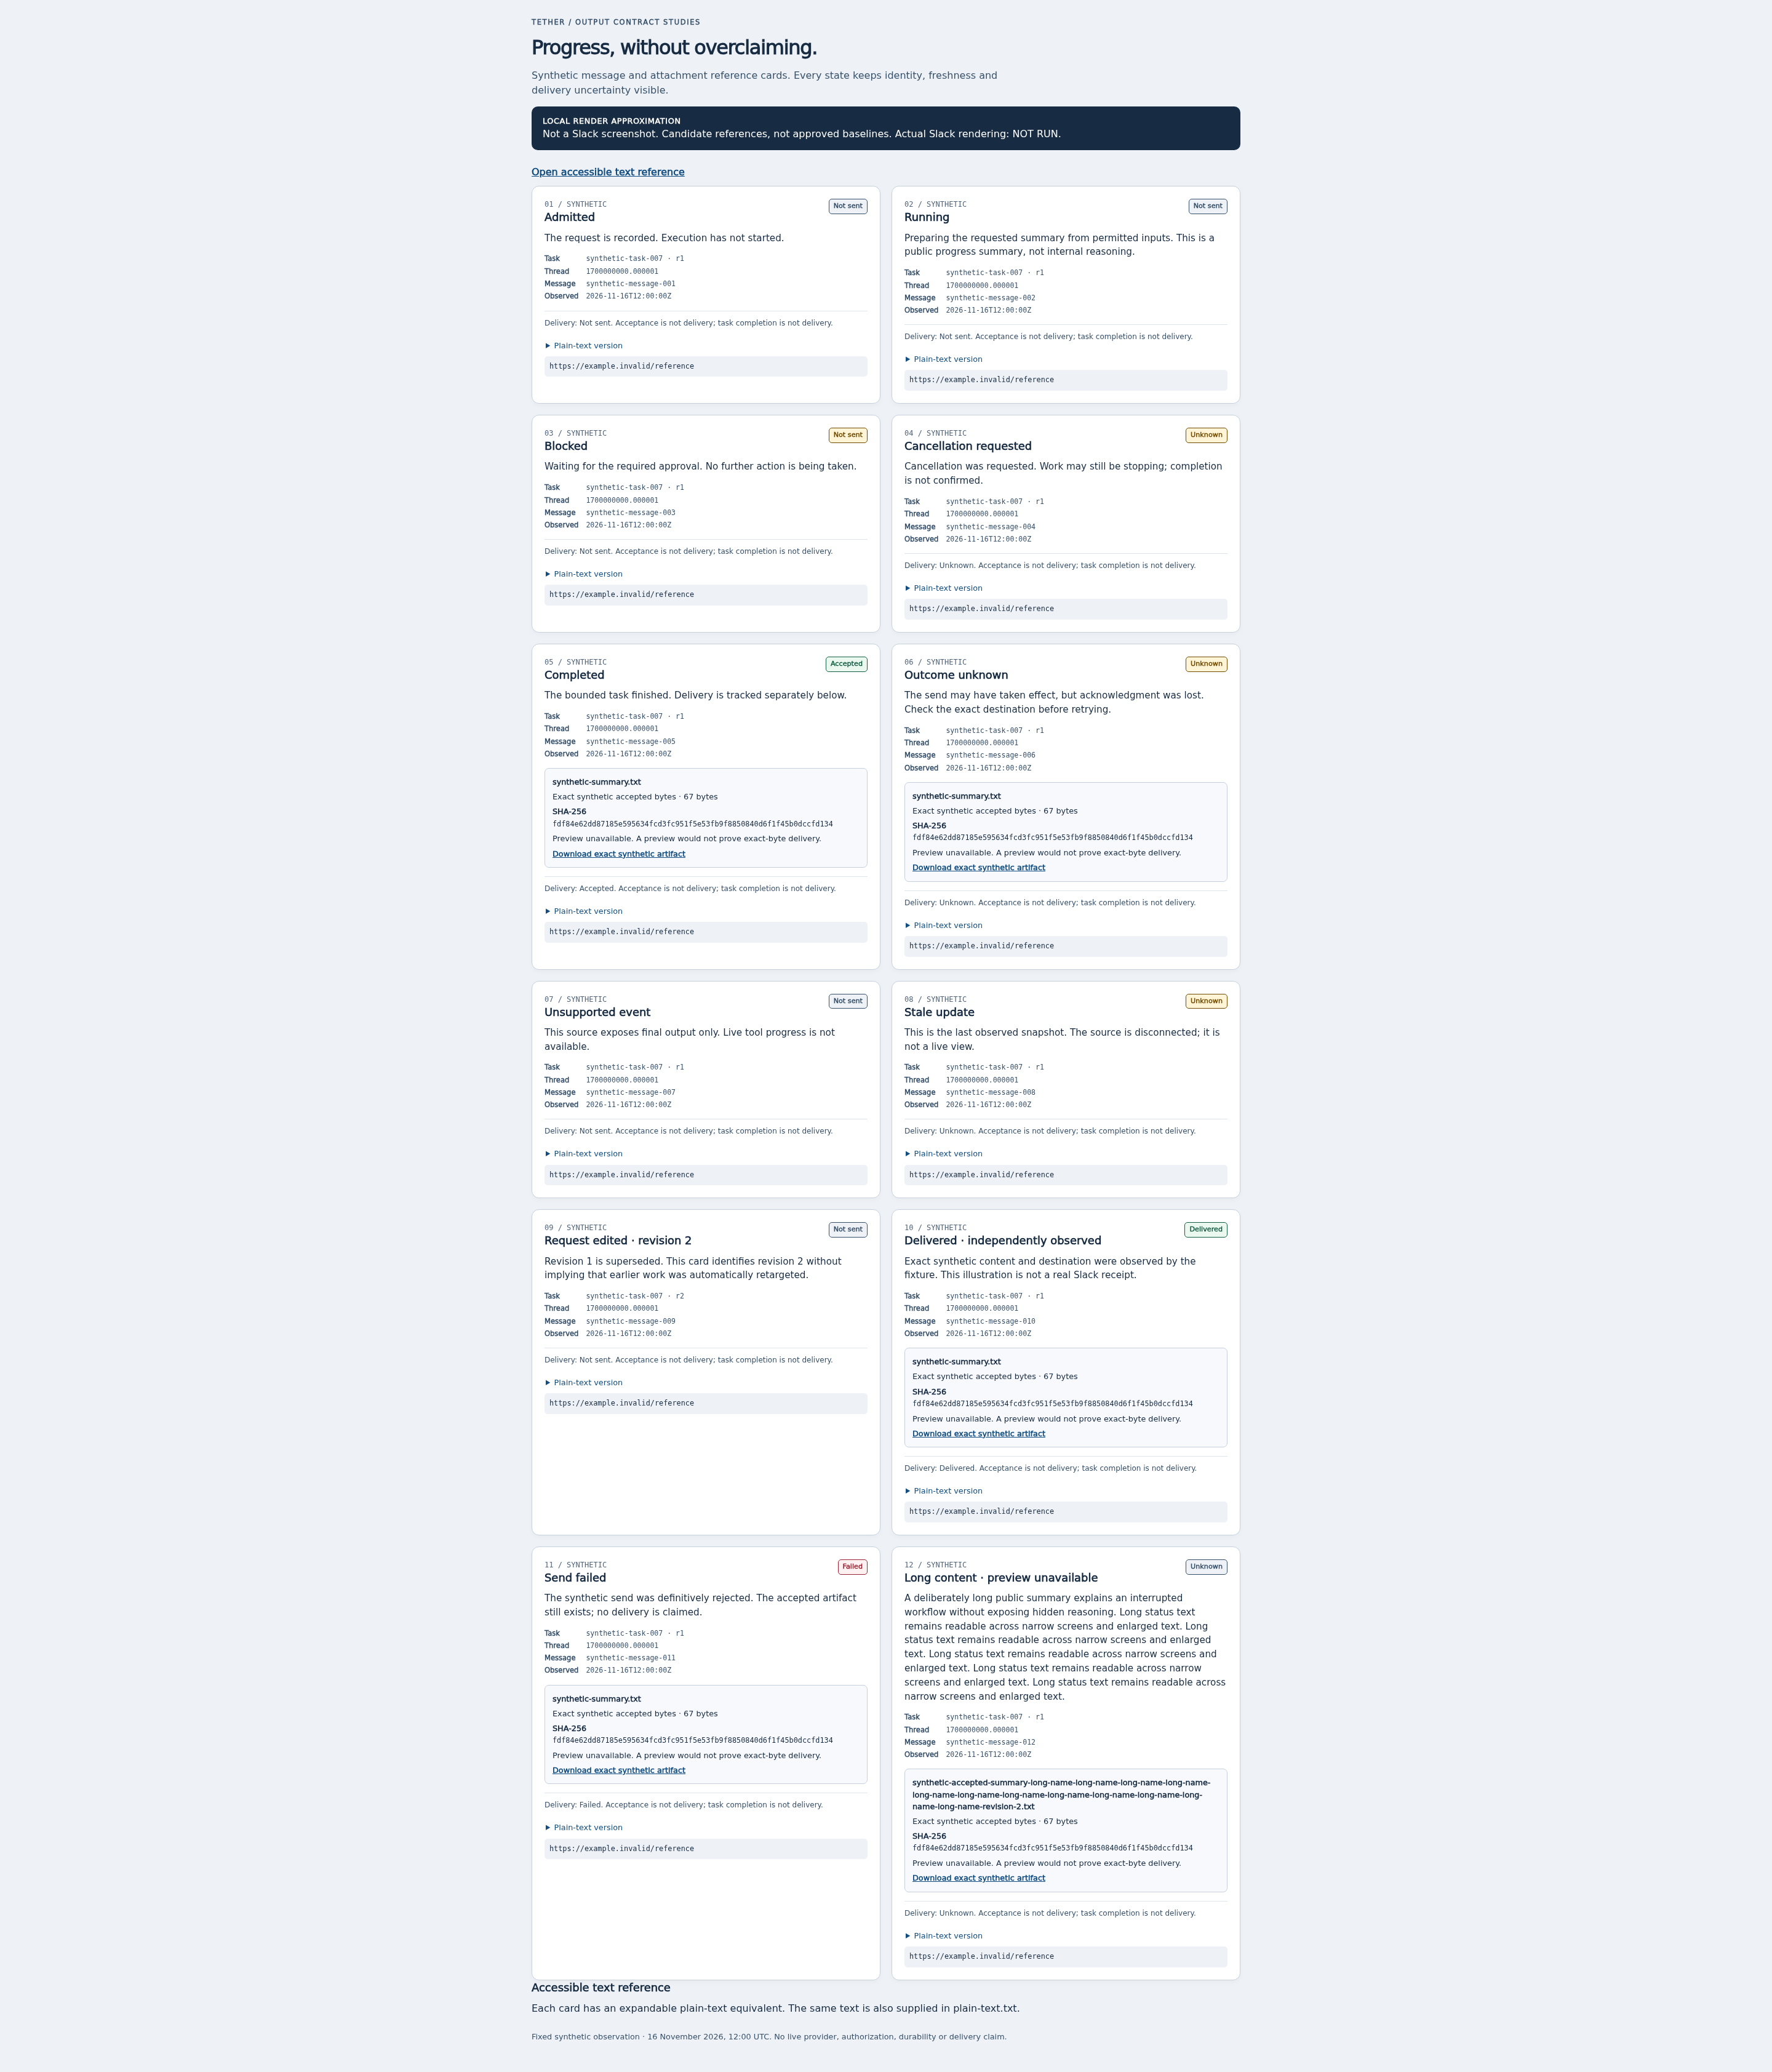 TETHER / OUTPUT CONTRACT STUDIES
Progress, without overclaiming.
Synthetic message and attachment reference cards. Every state keeps identity, freshness and
delivery uncertainty visible.
LOCAL RENDER APPROXIMATION
Not a Slack screenshot. Candidate references, not approved baselines. Actual Slack rendering: NOT RUN.
Open accessible text reference
01 / SYNTHETIC
Not sent
Admitted
The request is recorded. Execution has not started.
Task synthetic-task-007 · r1
Thread 1700000000.000001
Message synthetic-message-001
Observed 2026-11-16T12:00:00Z
Delivery: Not sent. Acceptance is not delivery; task completion is not delivery.
▶ Plain-text version
https://example.invalid/reference
02 / SYNTHETIC
Not sent
Running
Preparing the requested summary from permitted inputs. This is a
public progress summary, not internal reasoning.
Task synthetic-task-007 · r1
Thread 1700000000.000001
Message synthetic-message-002
Observed 2026-11-16T12:00:00Z
Delivery: Not sent. Acceptance is not delivery; task completion is not delivery.
▶ Plain-text version
https://example.invalid/reference
03 / SYNTHETIC
Not sent
Blocked
Waiting for the required approval. No further action is being taken.
Task synthetic-task-007 · r1
Thread 1700000000.000001
Message synthetic-message-003
Observed 2026-11-16T12:00:00Z
Delivery: Not sent. Acceptance is not delivery; task completion is not delivery.
▶ Plain-text version
https://example.invalid/reference
04 / SYNTHETIC
Unknown
Cancellation requested
Cancellation was requested. Work may still be stopping; completion
is not confirmed.
Task synthetic-task-007 · r1
Thread 1700000000.000001
Message synthetic-message-004
Observed 2026-11-16T12:00:00Z
Delivery: Unknown. Acceptance is not delivery; task completion is not delivery.
▶ Plain-text version
https://example.invalid/reference
05 / SYNTHETIC
Accepted
Completed
The bounded task finished. Delivery is tracked separately below.
Task synthetic-task-007 · r1
Thread 1700000000.000001
Message synthetic-message-005
Observed 2026-11-16T12:00:00Z
synthetic-summary.txt
Exact synthetic accepted bytes · 67 bytes
SHA-256
fdf84e62dd87185e595634fcd3fc951f5e53fb9f8850840d6f1f45b0dccfd134
Preview unavailable. A preview would not prove exact-byte delivery.
Download exact synthetic artifact
Delivery: Accepted. Acceptance is not delivery; task completion is not delivery.
▶ Plain-text version
https://example.invalid/reference
06 / SYNTHETIC
Unknown
Outcome unknown
The send may have taken effect, but acknowledgment was lost.
Check the exact destination before retrying.
Task synthetic-task-007 · r1
Thread 1700000000.000001
Message synthetic-message-006
Observed 2026-11-16T12:00:00Z
synthetic-summary.txt
Exact synthetic accepted bytes · 67 bytes
SHA-256
fdf84e62dd87185e595634fcd3fc951f5e53fb9f8850840d6f1f45b0dccfd134
Preview unavailable. A preview would not prove exact-byte delivery.
Download exact synthetic artifact
Delivery: Unknown. Acceptance is not delivery; task completion is not delivery.
▶ Plain-text version
https://example.invalid/reference
07 / SYNTHETIC
Not sent
Unsupported event
This source exposes final output only. Live tool progress is not
available.
Task synthetic-task-007 · r1
Thread 1700000000.000001
Message synthetic-message-007
Observed 2026-11-16T12:00:00Z
Delivery: Not sent. Acceptance is not delivery; task completion is not delivery.
▶ Plain-text version
https://example.invalid/reference
08 / SYNTHETIC
Unknown
Stale update
This is the last observed snapshot. The source is disconnected; it is
not a live view.
Task synthetic-task-007 · r1
Thread 1700000000.000001
Message synthetic-message-008
Observed 2026-11-16T12:00:00Z
Delivery: Unknown. Acceptance is not delivery; task completion is not delivery.
▶ Plain-text version
https://example.invalid/reference
09 / SYNTHETIC
Not sent
Request edited · revision 2
Revision 1 is superseded. This card identifies revision 2 without
implying that earlier work was automatically retargeted.
Task synthetic-task-007 · r2
Thread 1700000000.000001
Message synthetic-message-009
Observed 2026-11-16T12:00:00Z
Delivery: Not sent. Acceptance is not delivery; task completion is not delivery.
▶ Plain-text version
https://example.invalid/reference
10 / SYNTHETIC
Delivered
Delivered · independently observed
Exact synthetic content and destination were observed by the
fixture. This illustration is not a real Slack receipt.
Task synthetic-task-007 · r1
Thread 1700000000.000001
Message synthetic-message-010
Observed 2026-11-16T12:00:00Z
synthetic-summary.txt
Exact synthetic accepted bytes · 67 bytes
SHA-256
fdf84e62dd87185e595634fcd3fc951f5e53fb9f8850840d6f1f45b0dccfd134
Preview unavailable. A preview would not prove exact-byte delivery.
Download exact synthetic artifact
Delivery: Delivered. Acceptance is not delivery; task completion is not delivery.
▶ Plain-text version
https://example.invalid/reference
11 / SYNTHETIC
Failed
Send failed
The synthetic send was definitively rejected. The accepted artifact
still exists; no delivery is claimed.
Task synthetic-task-007 · r1
Thread 1700000000.000001
Message synthetic-message-011
Observed 2026-11-16T12:00:00Z
synthetic-summary.txt
Exact synthetic accepted bytes · 67 bytes
SHA-256
fdf84e62dd87185e595634fcd3fc951f5e53fb9f8850840d6f1f45b0dccfd134
Preview unavailable. A preview would not prove exact-byte delivery.
Download exact synthetic artifact
Delivery: Failed. Acceptance is not delivery; task completion is not delivery.
▶ Plain-text version
https://example.invalid/reference
12 / SYNTHETIC
Unknown
Long content · preview unavailable
A deliberately long public summary explains an interrupted
workflow without exposing hidden reasoning. Long status text
remains readable across narrow screens and enlarged text. Long
status text remains readable across narrow screens and enlarged
text. Long status text remains readable across narrow screens and
enlarged text. Long status text remains readable across narrow
screens and enlarged text. Long status text remains readable across
narrow screens and enlarged text.
Task synthetic-task-007 · r1
Thread 1700000000.000001
Message synthetic-message-012
Observed 2026-11-16T12:00:00Z
synthetic-accepted-summary-long-name-long-name-long-name-long-name-
long-name-long-name-long-name-long-name-long-name-long-name-long-
name-long-name-revision-2.txt
Exact synthetic accepted bytes · 67 bytes
SHA-256
fdf84e62dd87185e595634fcd3fc951f5e53fb9f8850840d6f1f45b0dccfd134
Preview unavailable. A preview would not prove exact-byte delivery.
Download exact synthetic artifact
Delivery: Unknown. Acceptance is not delivery; task completion is not delivery.
▶ Plain-text version
https://example.invalid/reference
Accessible text reference
Each card has an expandable plain-text equivalent. The same text is also supplied in plain-text.txt.
Fixed synthetic observation · 16 November 2026, 12:00 UTC. No live provider, authorization, durability or delivery claim.